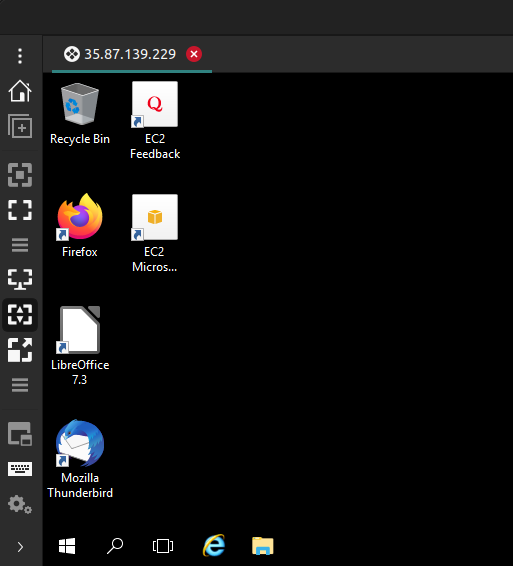 35.87.139.229
Recycle Bin
EC2
Feedback
Firefox
EC2
Micros...
LibreOffice
7.3
Mozilla
Thunderbird